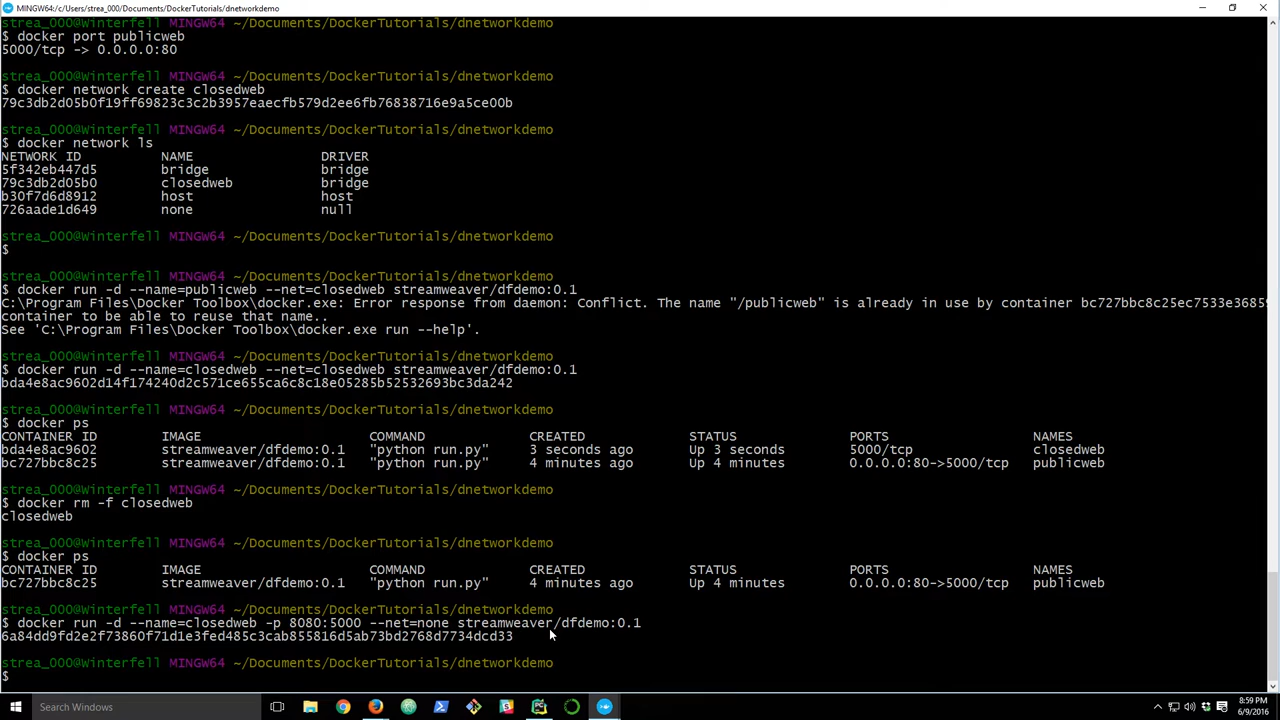 MINGW64:/c/Users/strea_000/Documents/DockerTutorials/dnetworkdemo
strea_000@Winterfell MINGW64 ~/Documents/DockerTutorials/dnetworkdemo
$ docker port publicweb
5000/tcp -> 0.0.0.0:80
strea_000@Winterfell MINGW64 ~/Documents/DockerTutorials/dnetworkdemo
$ docker network create closedweb
79c3db2d05b0f19ff69823c3c2b3957eaecfb579d2ee6fb76838716e9a5ce00b
strea_000@Winterfell MINGW64 ~/Documents/DockerTutorials/dnetworkdemo
$ docker network ls
NETWORK ID NAME DRIVER
5f342eb447d5 bridge bridge
79c3db2d05b0 closedweb bridge
b30f7d6d8912 host host
726aade1d649 none null
strea_000@Winterfell MINGW64 ~/Documents/DockerTutorials/dnetworkdemo
$
strea_000@Winterfell MINGW64 ~/Documents/DockerTutorials/dnetworkdemo
$ docker run -d --name=publicweb --net=closedweb streamweaver/dfdemo:0.1
C:\Program Files\Docker Toolbox\docker.exe: Error response from daemon: Conflict. The name "/publicweb" is already in use by container bc727bbc8c25ec7533e36859
container to be able to reuse that name..
See 'C:\Program Files\Docker Toolbox\docker.exe run --help'.
strea_000@Winterfell MINGW64 ~/Documents/DockerTutorials/dnetworkdemo
$ docker run -d --name=closedweb --net=closedweb streamweaver/dfdemo:0.1
bda4e8ac9602d14f174240d2c571ce655ca6c8c18e05285b52532693bc3da242
strea_000@Winterfell MINGW64 ~/Documents/DockerTutorials/dnetworkdemo
$ docker ps
CONTAINER ID IMAGE COMMAND CREATED STATUS PORTS NAMES
bda4e8ac9602 streamweaver/dfdemo:0.1 "python run.py" 3 seconds ago Up 3 seconds 5000/tcp closedweb
bc727bbc8c25 streamweaver/dfdemo:0.1 "python run.py" 4 minutes ago Up 4 minutes 0.0.0.0:80->5000/tcp publicweb
strea_000@Winterfell MINGW64 ~/Documents/DockerTutorials/dnetworkdemo
$ docker rm -f closedweb
closedweb
strea_000@Winterfell MINGW64 ~/Documents/DockerTutorials/dnetworkdemo
$ docker ps
CONTAINER ID IMAGE COMMAND CREATED STATUS PORTS NAMES
bc727bbc8c25 streamweaver/dfdemo:0.1 "python run.py" 4 minutes ago Up 4 minutes 0.0.0.0:80->5000/tcp publicweb
strea_000@Winterfell MINGW64 ~/Documents/DockerTutorials/dnetworkdemo
$ docker run -d --name=closedweb -p 8080:5000 --net=none streamweaver/dfdemo:0.1
6a84dd9fd2e2f73860f71d1e3fed485c3cab855816d5ab73bd2768d7734dcd33
strea_000@Winterfell MINGW64 ~/Documents/DockerTutorials/dnetworkdemo
$
Search Windows
8:59 PM
6/9/2016